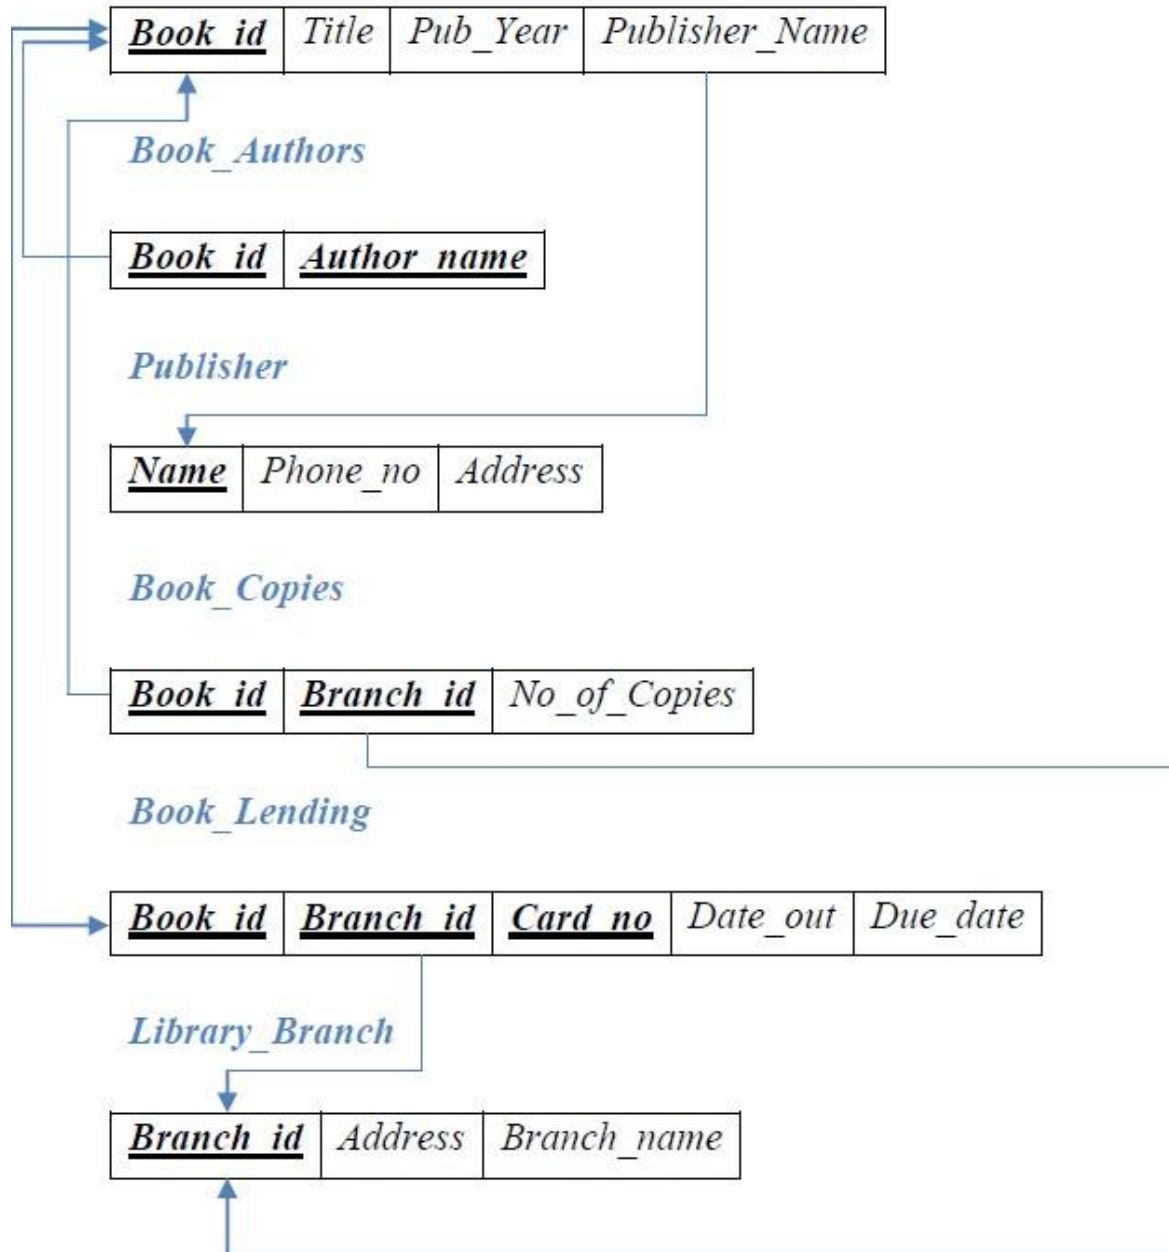 Book_id Title Pub_Year Publisher_Name
Book_Authors
Book_id Author_name
Publisher
Name Phone_no Address
Book_Copies
Book_id Branch_id No_of_Copies
Book_Lending
Book_id Branch_id Card_no Date_out Due_date
Library_Branch
Branch_id Address Branch_name